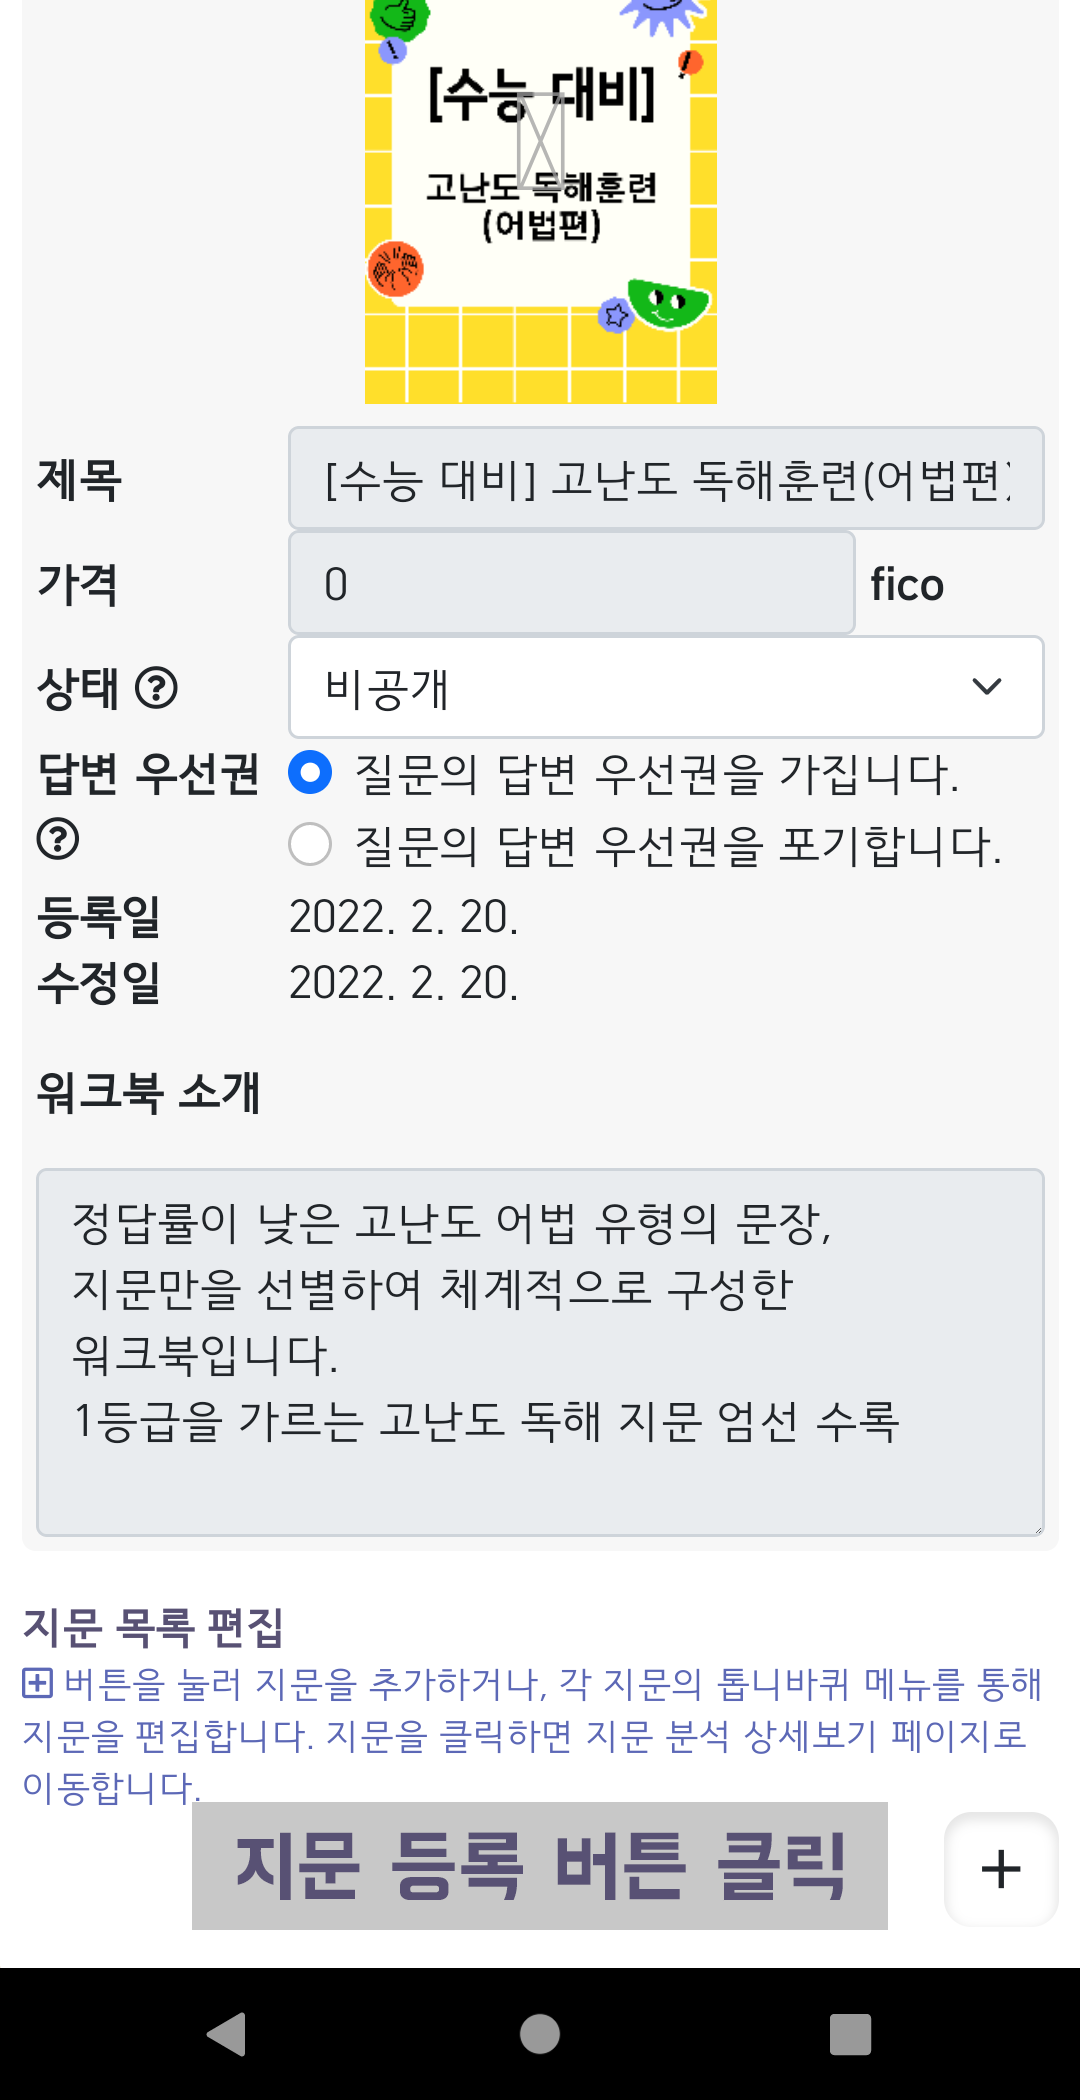 [수능 대비]
고난도 독해훈련
(어법편)
제목
[수능 대비] 고난도 독해훈련(어법편)
가격
0
fico
상태
비공개
답변 우선권
질문의 답변 우선권을 가집니다.
질문의 답변 우선권을 포기합니다.
등록일
2022. 2. 20.
수정일
2022. 2. 20.
워크북 소개
정답률이 낮은 고난도 어법 유형의 문장,
지문만을 선별하여 체계적으로 구성한
워크북입니다.
1등급을 가르는 고난도 독해 지문 엄선 수록
지문 목록 편집
버튼을 눌러 지문을 추가하거나, 각 지문의 톱니바퀴 메뉴를 통해
지문을 편집합니다. 지문을 클릭하면 지문 분석 상세보기 페이지로
이동합니다.
지문 등록 버튼 클릭